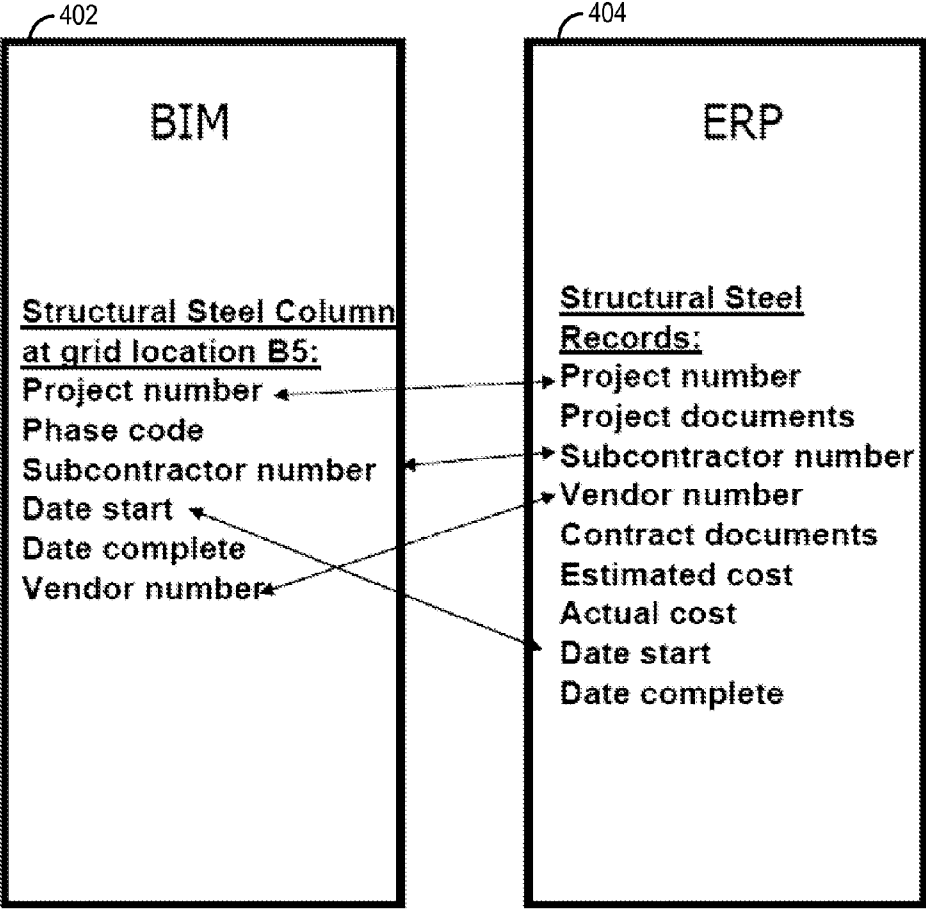 402
BIM
Structural Steel Column
at grid location B5:
Project number
Phase code
Subcontractor number
Date start
Date complete
Vendor number
404
ERP
Structural Steel
Records:
Project number
Project documents
Subcontractor number
Vendor number
Contract documents
Estimated cost
Actual cost
Date start
Date complete